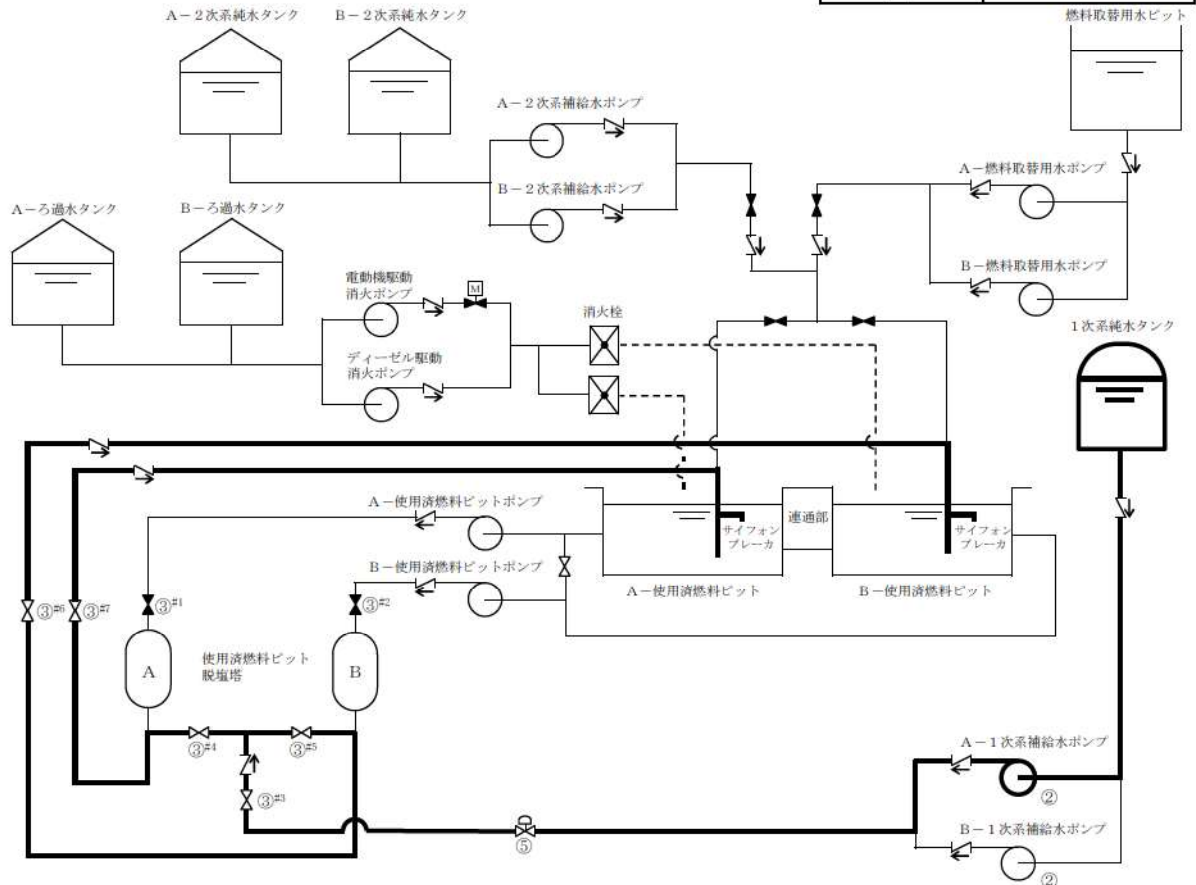 A－2次系純水タンク
B－2次系純水タンク
燃料取替用水ピット
A－2次系補給水ポンプ
B－2次系補給水ポンプ
A－燃料取替用水ポンプ
B－燃料取替用水ポンプ
A－ろ過水タンク
B－ろ過水タンク
電動機駆動
消火ポンプ
M
ディーゼル駆動
消火ポンプ
消火栓
1次系純水タンク
A－使用済燃料ピットポンプ
B－使用済燃料ピットポンプ
サイフォン
ブレーカ
連通部
サイフォン
ブレーカ
A－使用済燃料ピット
B－使用済燃料ピット
③#6
③#7
③#1
③#2
A
使用済燃料ピット
脱塩塔
B
③#4
③#5
③#3
⑤
A－1次系補給水ポンプ
②
B－1次系補給水ポンプ
②